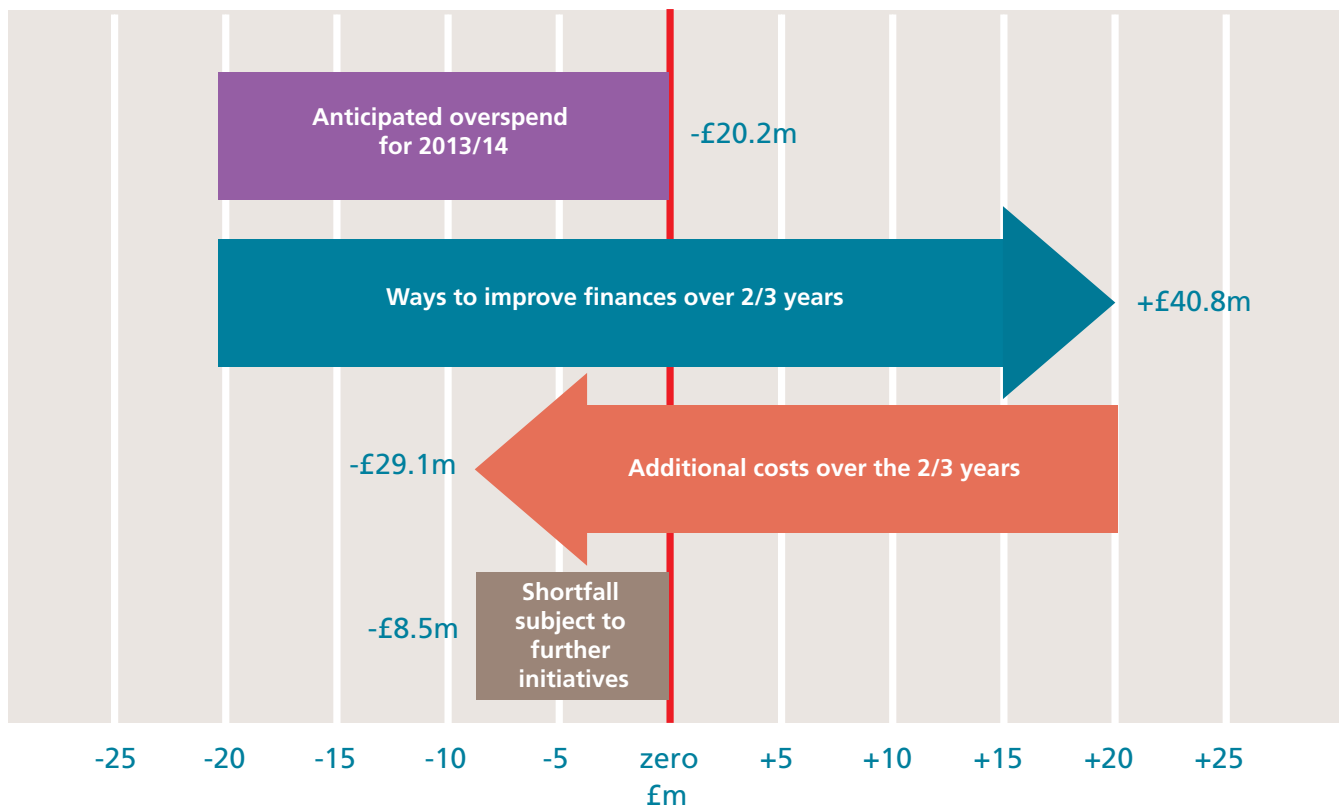 Anticipated overspend
for 2013/14
-£20.2m
Ways to improve finances over 2/3 years
+£40.8m
-£29.1m
Additional costs over the 2/3 years
-£8.5m
Shortfall
subject to
further
initiatives
-25 -20 -15 -10 -5 zero +5 +10 +15 +20 +25
£m